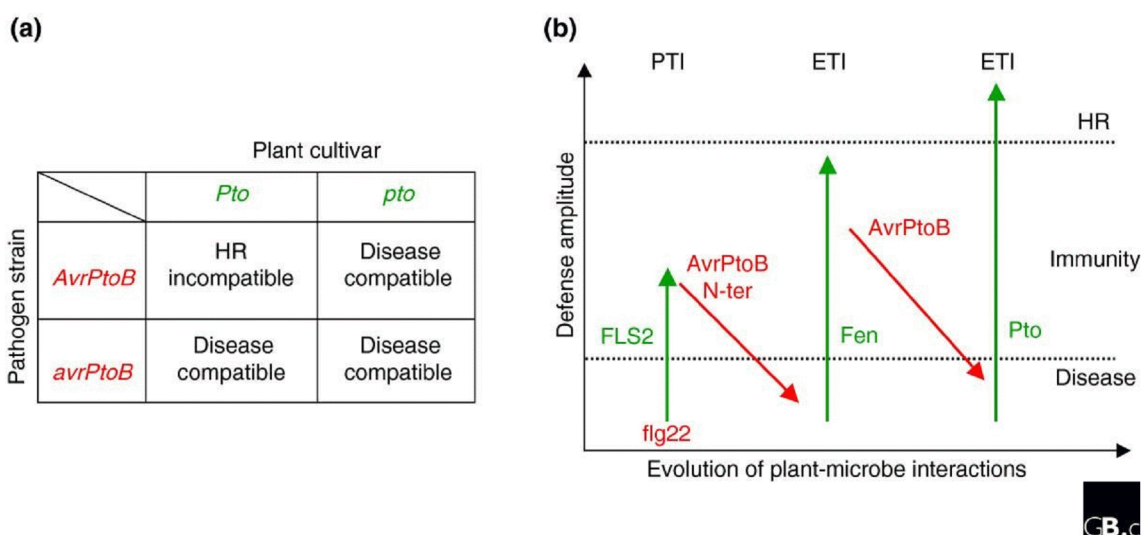 (a)
Plant cultivar
Pathogen strain
Pto
pto
AvrPtoB
HR
incompatible
Disease
compatible
avrPtoB
Disease
compatible
Disease
compatible
(b)
PTI
ETI
ETI
Defense amplitude
HR
Immunity
Disease
FLS2
flg22
AvrPtoB
N-ter
Fen
AvrPtoB
Pto
Evolution of plant-microbe interactions
GB.c